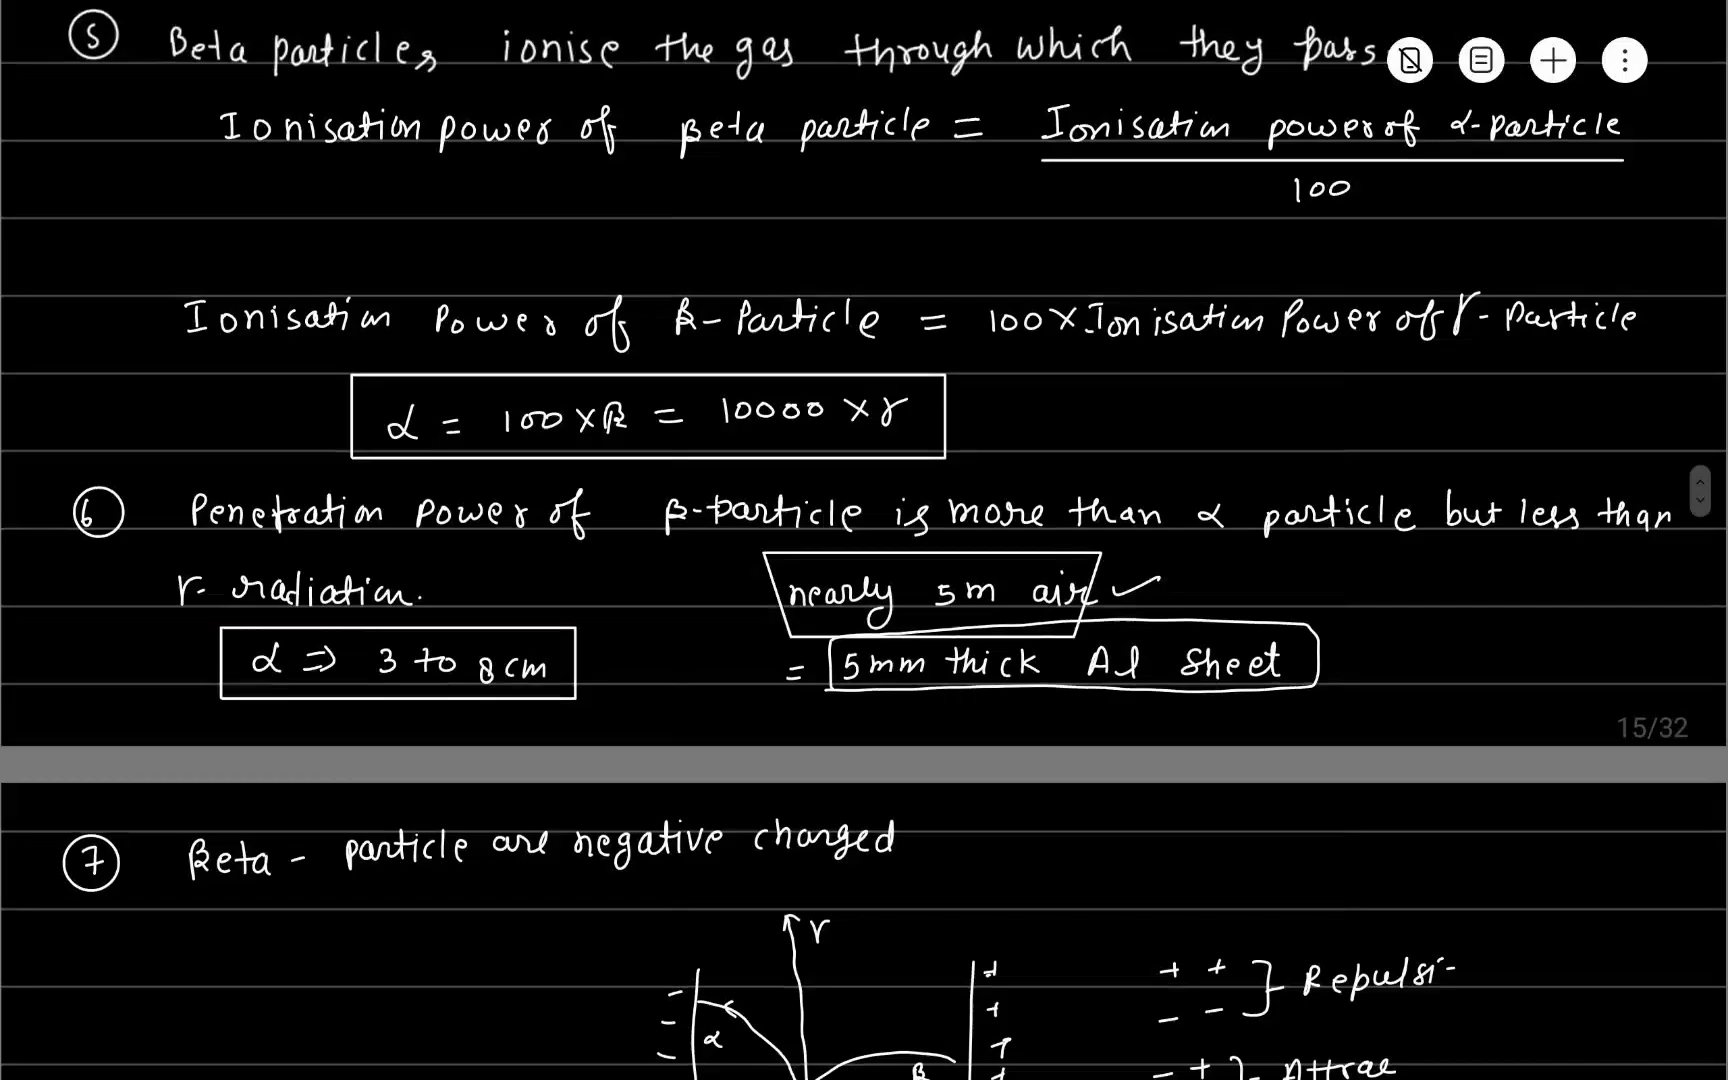 5 Beta particles ionise the gas through which they pass
Ionisation power of Beta particle = Ionisation power of α-particle
100
Ionisation Power of β-Particle = 100 x Ionisation Power of γ-particle
α = 100 x β = 10000 x γ
6 Penetration power of β-particle is more than α particle but less than
r- radiation.
nearly 5m air ✓
α ⇒ 3 to 8 cm
= 5mm thick Al sheet
15/32
7 Beta - particle are negative charged
r
+ + } Repulsi-
- -
α
β
- + } Attrac